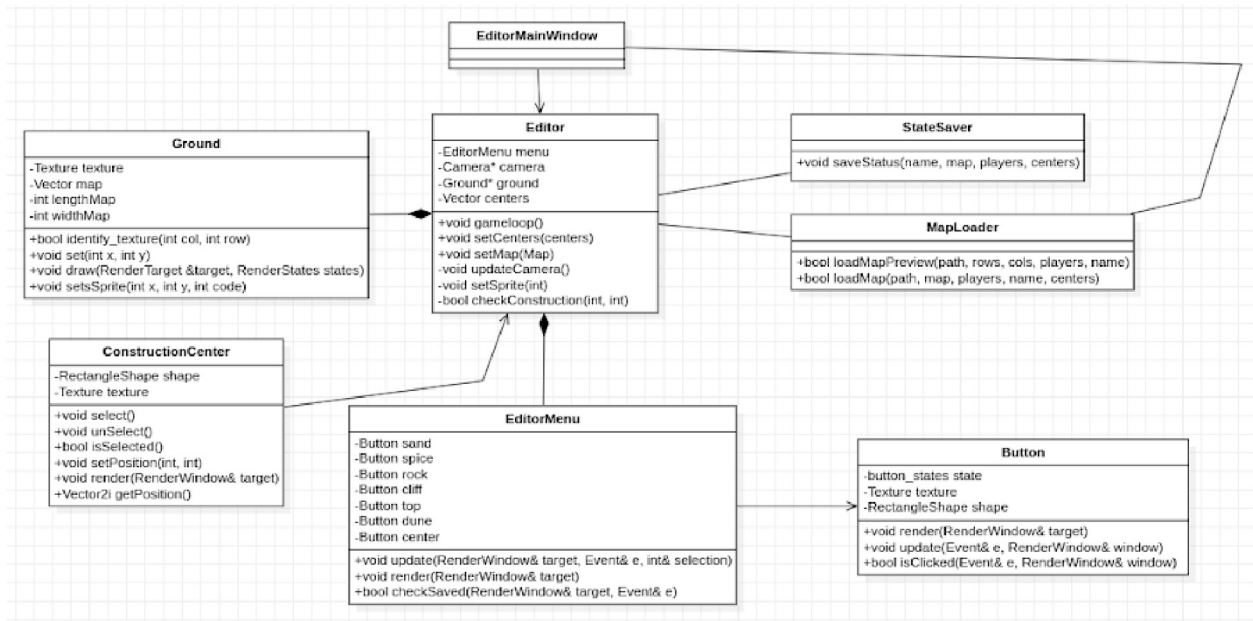 EditorMainWindow
Ground
-Texture texture
-Vector map
-int lengthMap
-int widthMap
+bool identify_texture(int col, int row)
+void set(int x, int y)
+void draw(RenderTarget &target, RenderStates states)
+void setsSprite(int x, int y, int code)
Editor
-EditorMenu menu
-Camera* camera
-Ground* ground
-Vector centers
+void gameloop()
+void setCenters(centers)
+void setMap(Map)
-void updateCamera()
-void setSprite(int)
-bool checkConstruction(int, int)
StateSaver
+void saveStatus(name, map, players, centers)
MapLoader
+bool loadMapPreview(path, rows, cols, players, name)
+bool loadMap(path, map, players, name, centers)
ConstructionCenter
-RectangleShape shape
-Texture texture
+void select()
+void unSelect()
+bool isSelected()
+void setPosition(int, int)
+void render(RenderWindow& target)
+Vector2i getPosition()
EditorMenu
-Button sand
-Button spice
-Button rock
-Button cliff
-Button top
-Button dune
-Button center
+void update(RenderWindow& target, Event& e, int& selection)
+void render(RenderWindow& target)
+bool checkSaved(RenderWindow& target, Event& e)
Button
-button_states state
-Texture texture
-RectangleShape shape
+void render(RenderWindow& target)
+void update(Event& e, RenderWindow& window)
+bool isClicked(Event& e, RenderWindow& window)